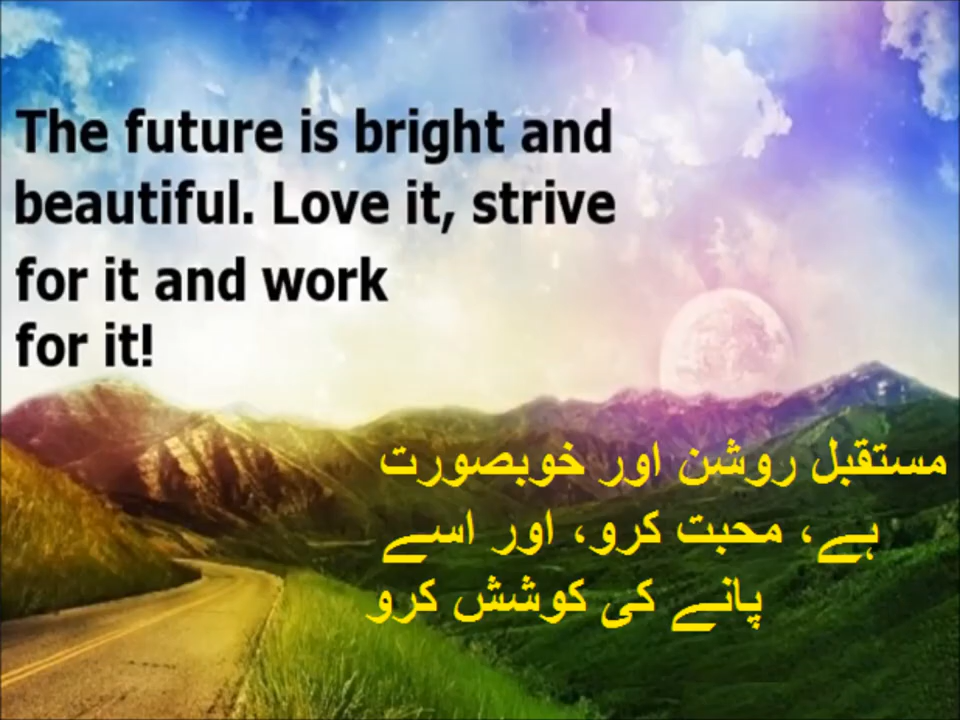 The future is bright and
beautiful. Love it, strive
for it and work
for it!
مستقبل روشن اور خوبصورت
ہے، محبت کرو، اور اسے
پانے کی کوشش کرو